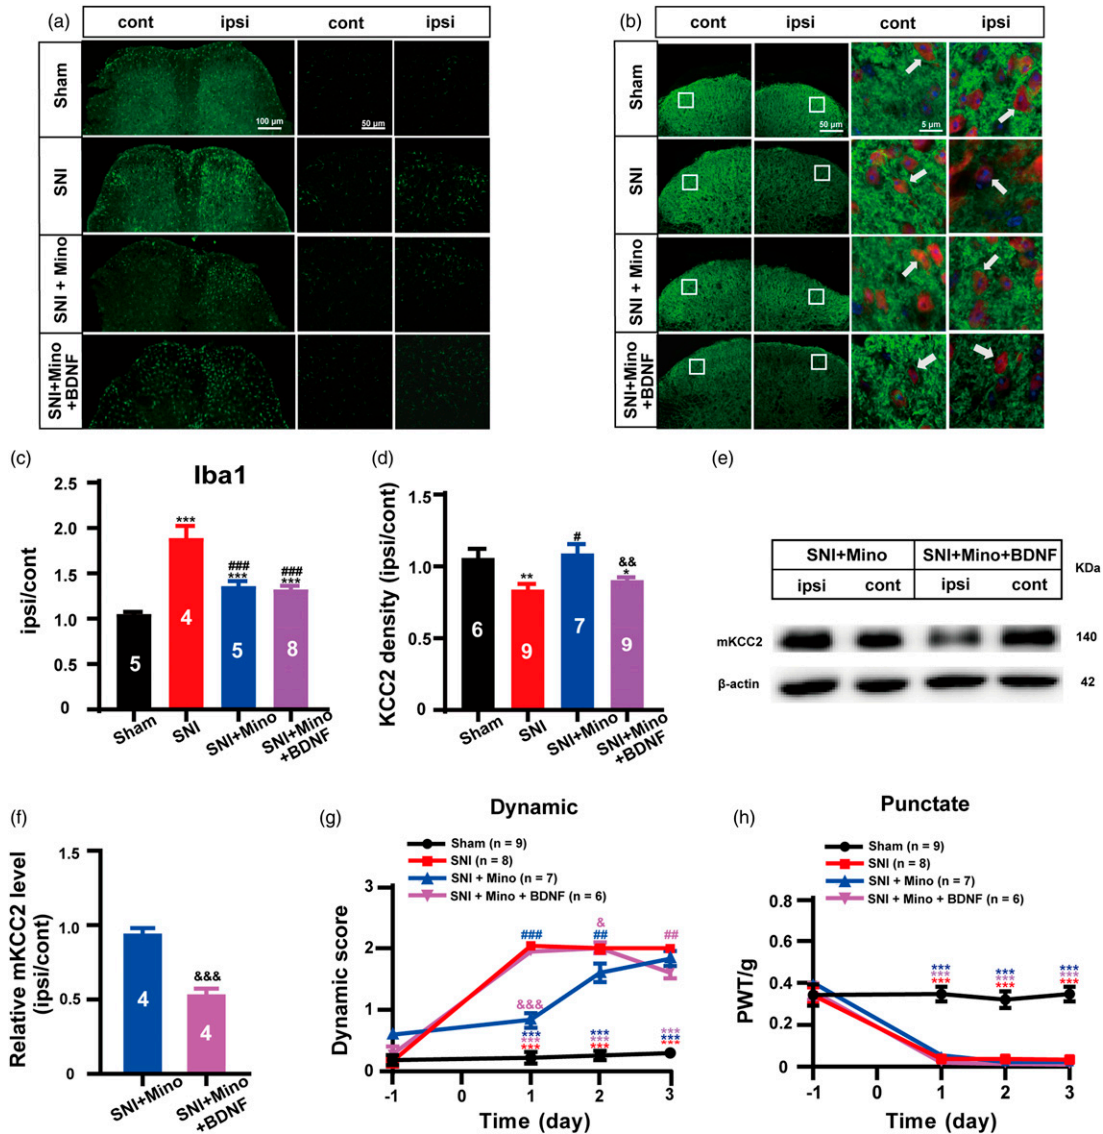 (a)
cont ipsi cont ipsi
Sham
100 µm
50 µm
SNI
SNI + Mino
SNI+Mino
+BDNF
(b)
cont ipsi cont ipsi
Sham
50 µm
5 µm
SNI
SNI + Mino
SNI+Mino
+BDNF
(c)
Iba1
ipsi/cont
2.5
2.0
1.5
1.0
0.5
0
***
###
***
###
***
5
4
5
8
Sham
SNI
SNI+Mino
SNI+Mino
+BDNF
(d)
KCC2 density (ipsi/cont)
1.5
1.0
0.5
0
**
#
&&
*
6
9
7
9
Sham
SNI
SNI+Mino
SNI+Mino
+BDNF
(e)
SNI+Mino SNI+Mino+BDNF KDa
ipsi cont ipsi cont
mKCC2 140
β-actin 42
(f)
Relative mKCC2 level
(ipsi/cont)
1.5
1.0
0.5
0
&&&
4
4
SNI+Mino
SNI+Mino
+BDNF
(g)
Dynamic
Sham (n = 9)
SNI (n = 8)
SNI + Mino (n = 7)
SNI + Mino + BDNF (n = 6)
Dynamic score
3
2
1
0
###
&
##
##
&&&
***
***
***
***
***
***
***
***
-1 0 1 2 3
Time (day)
(h)
Punctate
Sham (n = 9)
SNI (n = 8)
SNI + Mino (n = 7)
SNI + Mino + BDNF (n = 6)
PWT/g
0.8
0.6
0.4
0.2
0
***
***
***
***
***
***
***
***
***
-1 0 1 2 3
Time (day)